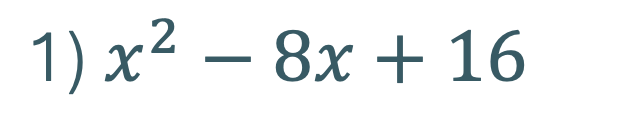 1) x² − 8x + 16